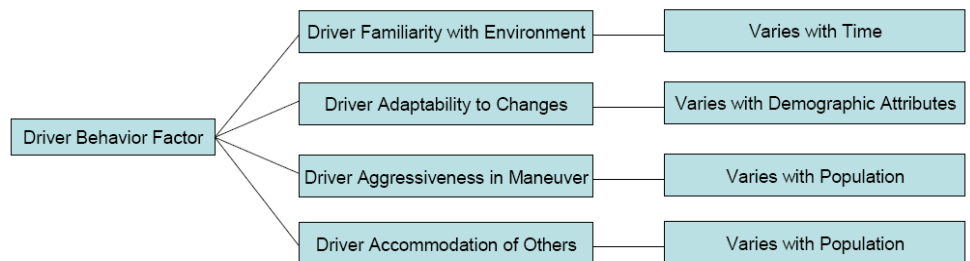 Driver Familiarity with Environment
Varies with Time
Driver Adaptability to Changes
Varies with Demographic Attributes
Driver Behavior Factor
Driver Aggressiveness in Maneuver
Varies with Population
Driver Accommodation of Others
Varies with Population